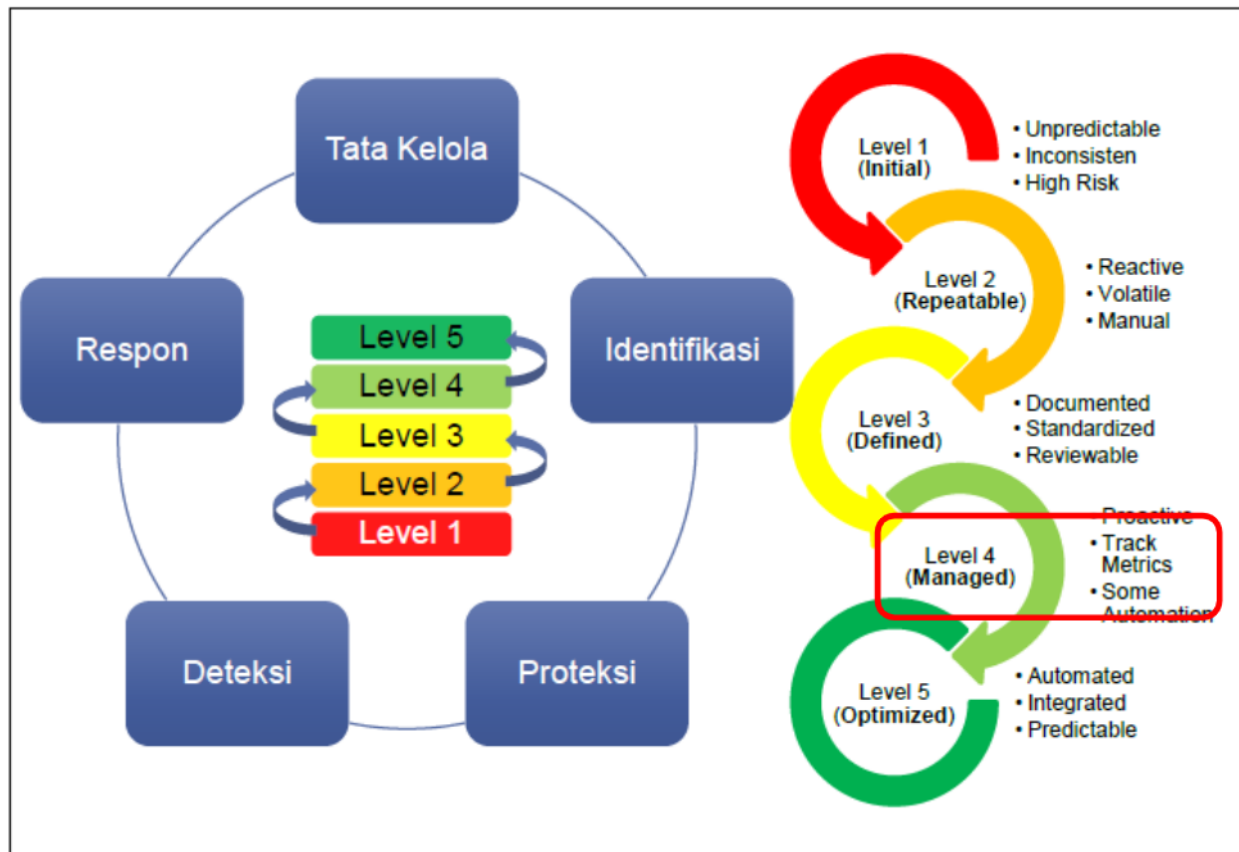 Tata Kelola
Respon
Identifikasi
Deteksi
Proteksi
Level 5
Level 4
Level 3
Level 2
Level 1
Level 1
(Initial)
• Unpredictable
• Inconsisten
• High Risk
Level 2
(Repeatable)
• Reactive
• Volatile
• Manual
Level 3
(Defined)
• Documented
• Standardized
• Reviewable
Level 4
(Managed)
• Proactive
• Track
Metrics
• Some
Automation
Level 5
(Optimized)
• Automated
• Integrated
• Predictable